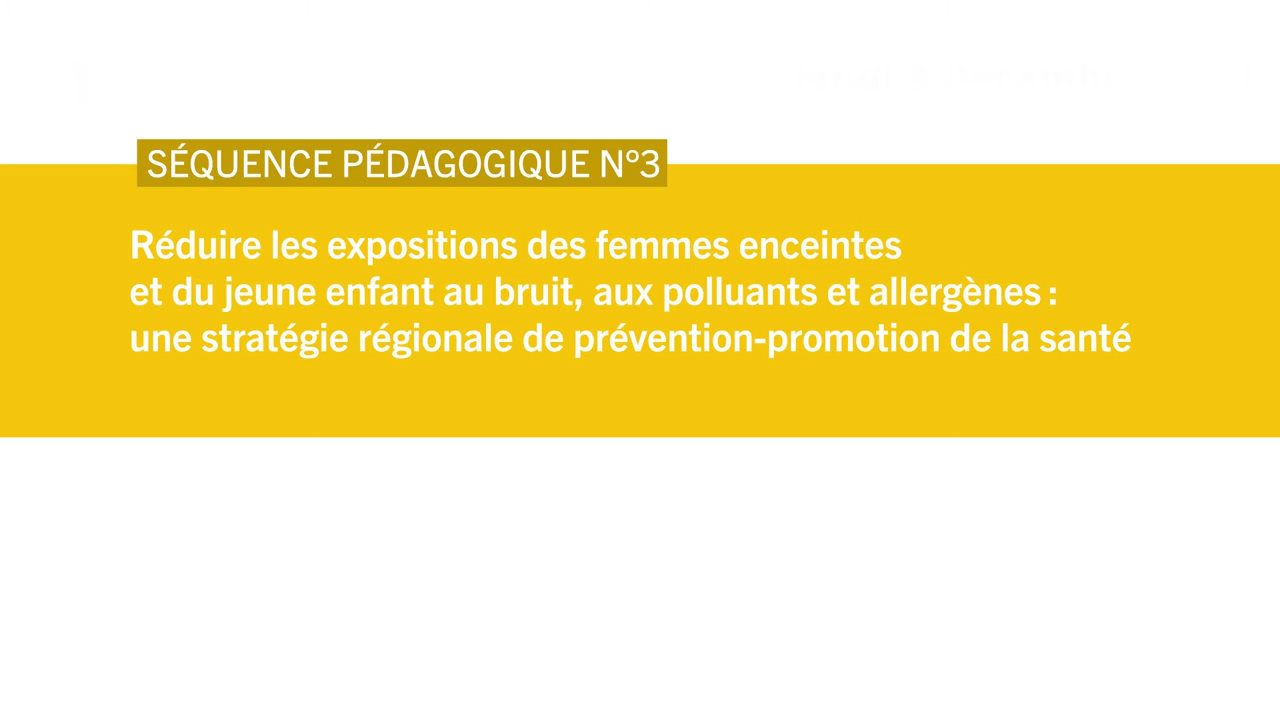 SÉQUENCE PÉDAGOGIQUE N°3
Réduire les expositions des femmes enceintes
et du jeune enfant au bruit, aux polluants et allergènes :
une stratégie régionale de prévention-promotion de la santé